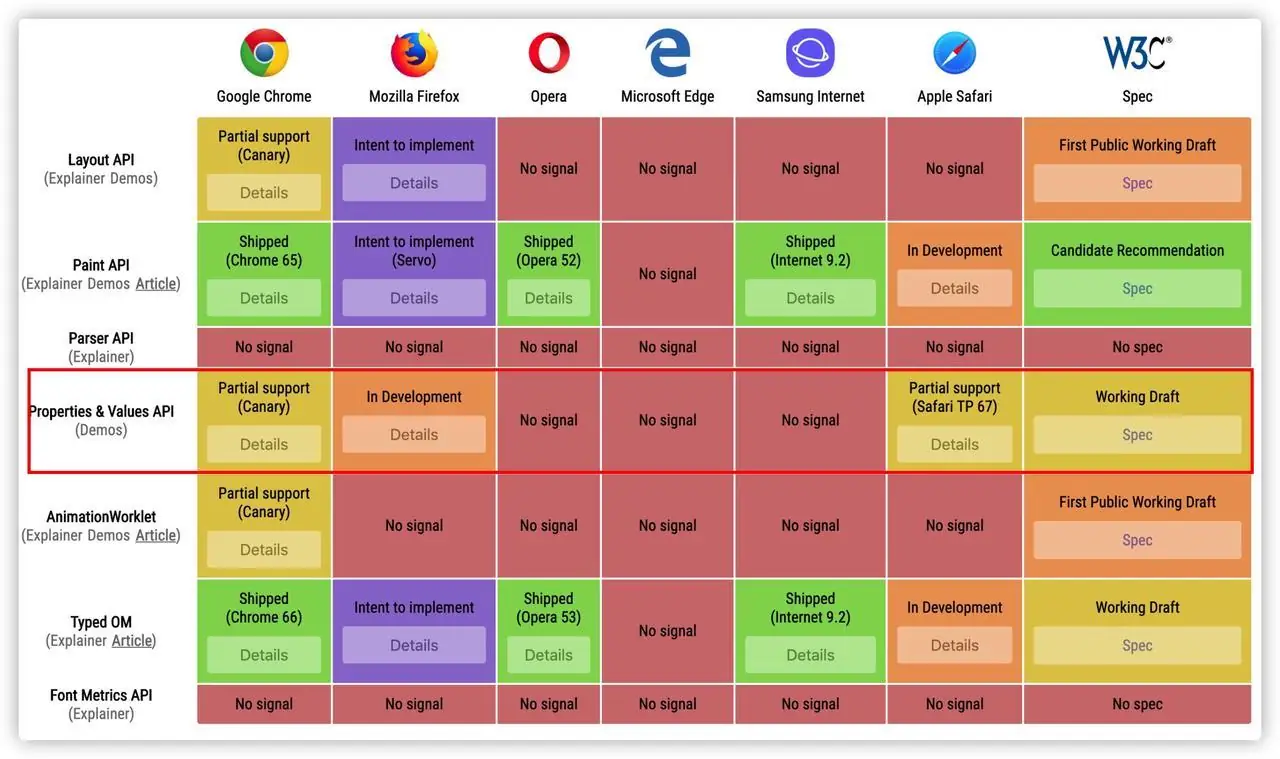 W3C®
Google Chrome
Mozilla Firefox
Opera
Microsoft Edge
Samsung Internet
Apple Safari
Spec
Layout API
(Explainer Demos)
Partial support
(Canary)
Details
Intent to implement
Details
No signal
No signal
No signal
No signal
First Public Working Draft
Spec
Paint API
(Explainer Demos Article)
Shipped
(Chrome 65)
Details
Intent to implement
(Servo)
Details
Shipped
(Opera 52)
Details
No signal
Shipped
(Internet 9.2)
Details
In Development
Details
Candidate Recommendation
Spec
Parser API
(Explainer)
No signal
No signal
No signal
No signal
No signal
No signal
No spec
Properties & Values API
(Demos)
Partial support
(Canary)
Details
In Development
Details
No signal
No signal
No signal
Partial support
(Safari TP 67)
Details
Working Draft
Spec
AnimationWorklet
(Explainer Demos Article)
Partial support
(Canary)
Details
No signal
No signal
No signal
No signal
No signal
First Public Working Draft
Spec
Typed OM
(Explainer Article)
Shipped
(Chrome 66)
Details
Intent to implement
Details
Shipped
(Opera 53)
Details
No signal
Shipped
(Internet 9.2)
Details
In Development
Details
Working Draft
Spec
Font Metrics API
(Explainer)
No signal
No signal
No signal
No signal
No signal
No signal
No spec